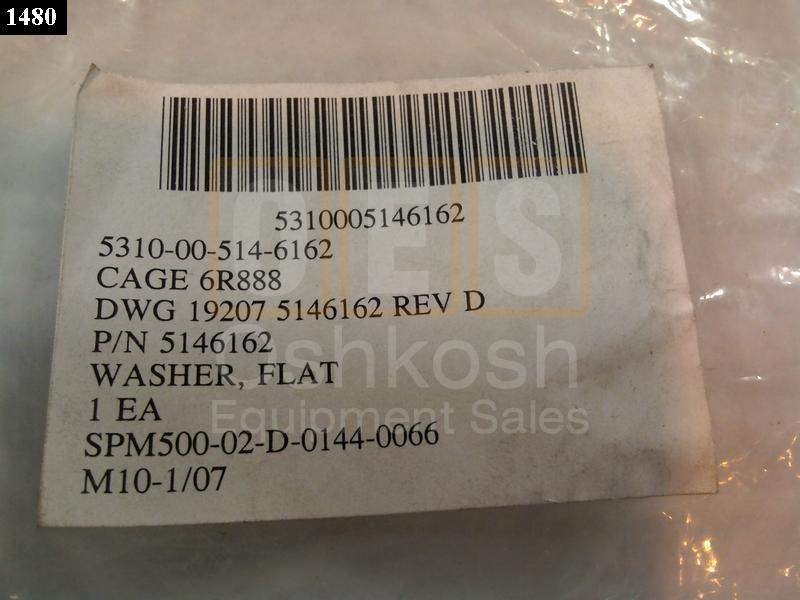 1480
5310005146162
5310-00-514-6162
CAGE 6R888
DWG 19207 5146162 REV D
P/N 5146162
WASHER, FLAT
1 EA
SPM500-02-D-0144-0066
M10-1/07
OES
Oshkosh
Equipment Sales